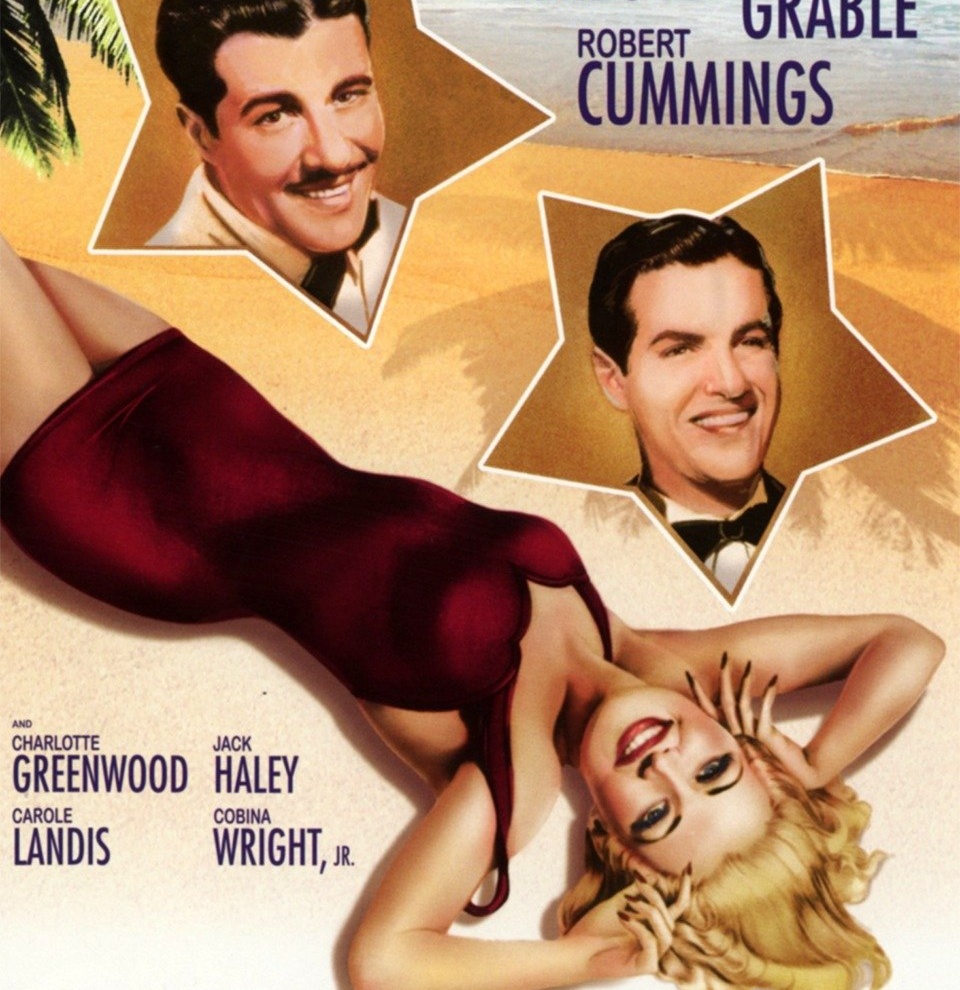 GRABLE
ROBERT
CUMMINGS
AND
CHARLOTTE
GREENWOOD
JACK
HALEY
CAROLE
LANDIS
COBINA
WRIGHT, JR.